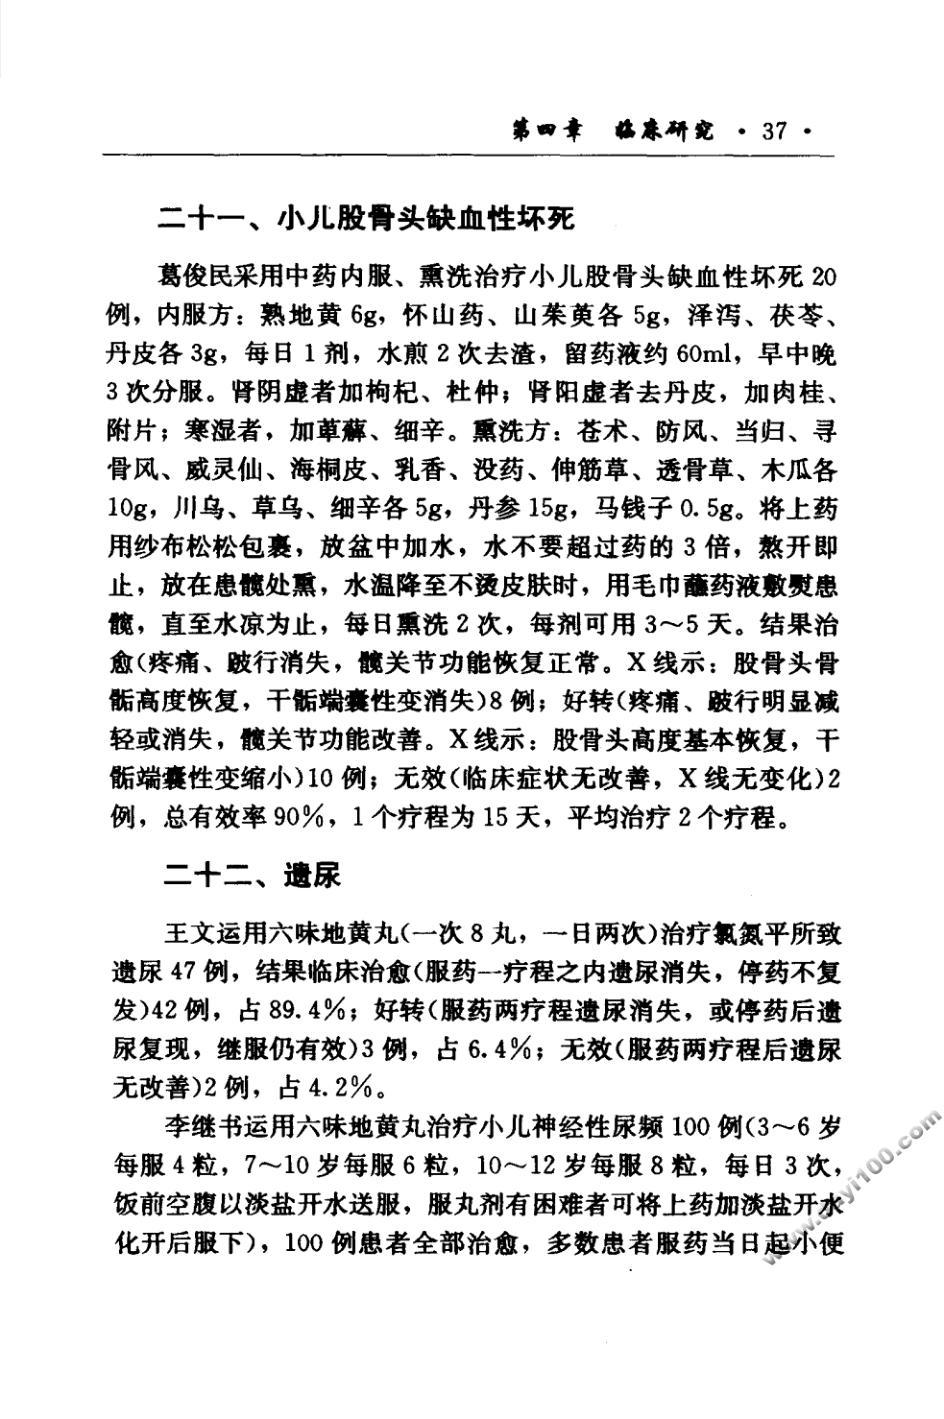 第四章 临床研究 · 37 ·
二十一、小儿股骨头缺血性坏死
葛俊民采用中药内服、熏洗治疗小儿股骨头缺血性坏死 20
例，内服方：熟地黄 6g，怀山药、山茱萸各 5g，泽泻、茯苓、
丹皮各 3g，每日 1 剂，水煎 2 次去渣，留药液约 60ml，早中晚
3 次分服。肾阴虚者加枸杞、杜仲；肾阳虚者去丹皮，加肉桂、
附片；寒湿者，加萆薢、细辛。熏洗方：苍术、防风、当归、寻
骨风、威灵仙、海桐皮、乳香、没药、伸筋草、透骨草、木瓜各
10g，川乌、草乌、细辛各 5g，丹参 15g，马钱子 0.5g。将上药
用纱布松松包裹，放盆中加水，水不要超过药的 3 倍，熬开即
止，放在患髋处熏，水温降至不烫皮肤时，用毛巾蘸药液敷熨患
髋，直至水凉为止，每日熏洗 2 次，每剂可用 3～5 天。结果治
愈(疼痛、跛行消失，髋关节功能恢复正常。X 线示：股骨头骨
骺高度恢复，干骺端囊性变消失)8 例；好转(疼痛、跛行明显减
轻或消失，髋关节功能改善。X 线示：股骨头高度基本恢复，干
骺端囊性变缩小)10 例；无效(临床症状无改善，X 线无变化)2
例，总有效率 90%，1 个疗程为 15 天，平均治疗 2 个疗程。
二十二、遗尿
王文运用六味地黄丸(一次 8 丸，一日两次)治疗氯氮平所致
遗尿 47 例，结果临床治愈(服药一疗程之内遗尿消失，停药不复
发)42 例，占 89.4%；好转(服药两疗程遗尿消失，或停药后遗
尿复现，继服仍有效)3 例，占 6.4%；无效(服药两疗程后遗尿
无改善)2 例，占 4.2%。
李继书运用六味地黄丸治疗小儿神经性尿频 100 例(3～6 岁
每服 4 粒，7～10 岁每服 6 粒，10～12 岁每服 8 粒，每日 3 次，
饭前空腹以淡盐开水送服，服丸剂有困难者可将上药加淡盐开水
化开后服下)，100 例患者全部治愈，多数患者服药当日起小便